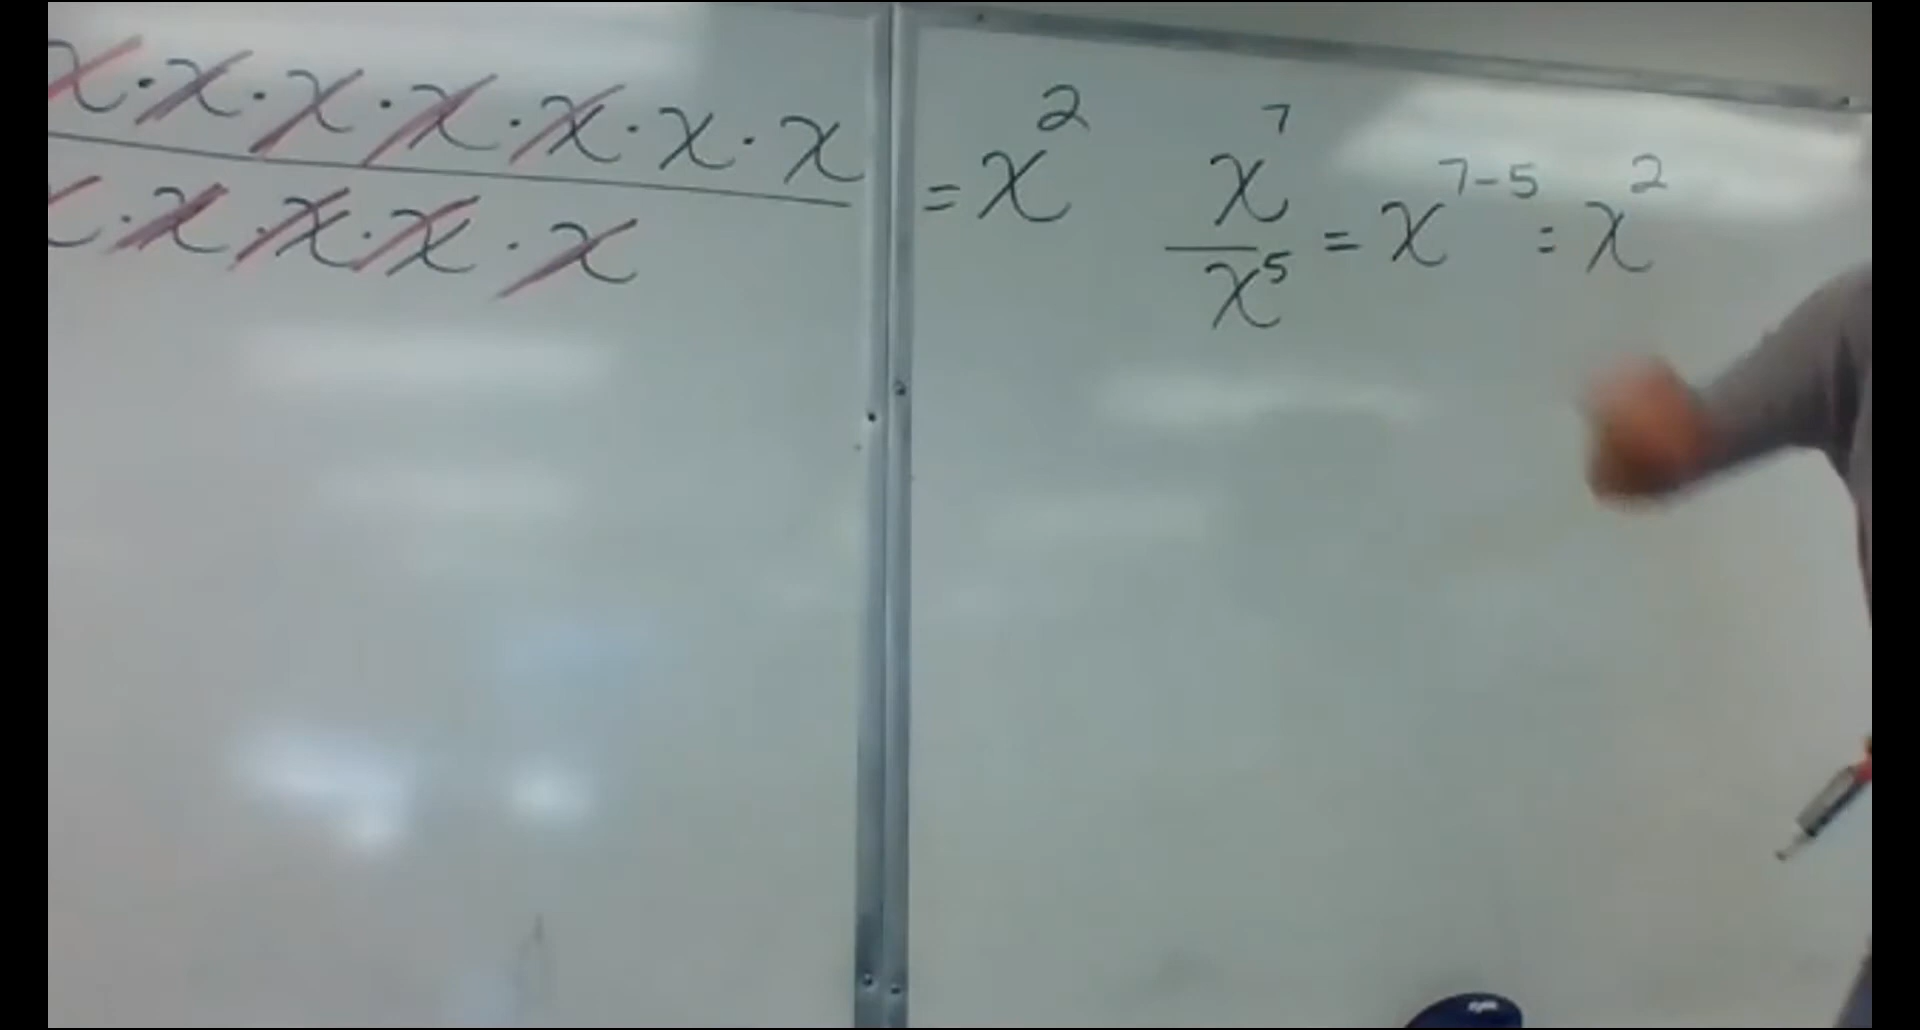 x · x · x · x · x · x · x
x · x · x · x · x
= x²
x⁷
x⁵
= x⁷⁻⁵ = x²